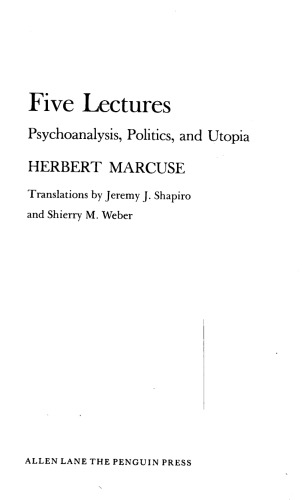 Five Lectures
Psychoanalysis, Politics, and Utopia
HERBERT MARCUSE
Translations by Jeremy J. Shapiro
and Shierry M. Weber
ALLEN LANE THE PENGUIN PRESS